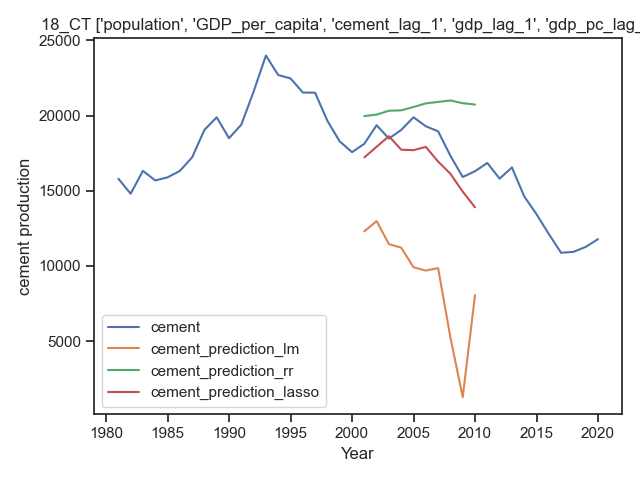 18_CT ['population', 'GDP_per_capita', 'cement_lag_1', 'gdp_lag_1', 'gdp_pc_lag_
25000
20000
15000
10000
5000
cement production
cement
cement_prediction_lm
cement_prediction_rr
cement_prediction_lasso
1980 1985 1990 1995 2000 2005 2010 2015 2020
Year